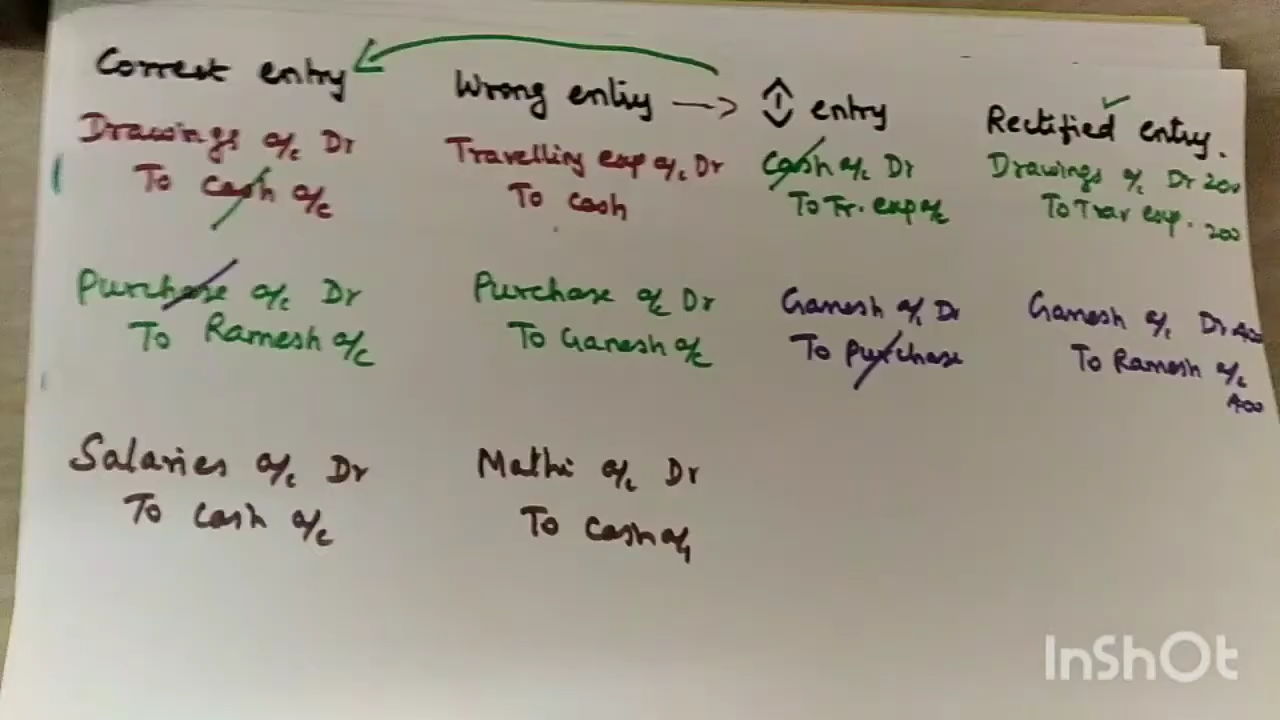 Correct entry
Wrong entry
entry
Rectified entry.
Drawings a/c Dr
To cash a/c
Travelling exp a/c Dr
To cash
Cash a/c Dr
To Tr. exp a/c
Drawings a/c Dr 200
To Trav exp. 200
Purchase a/c Dr
To Ramesh a/c
Purchase a/c Dr
To Ganesh a/c
Ganesh a/c Dr
To purchase
Ganesh a/c Dr 400
To Ramesh a/c
400
Salaries a/c Dr
To cash a/c
Mathi a/c Dr
To cash a/c
InShOt